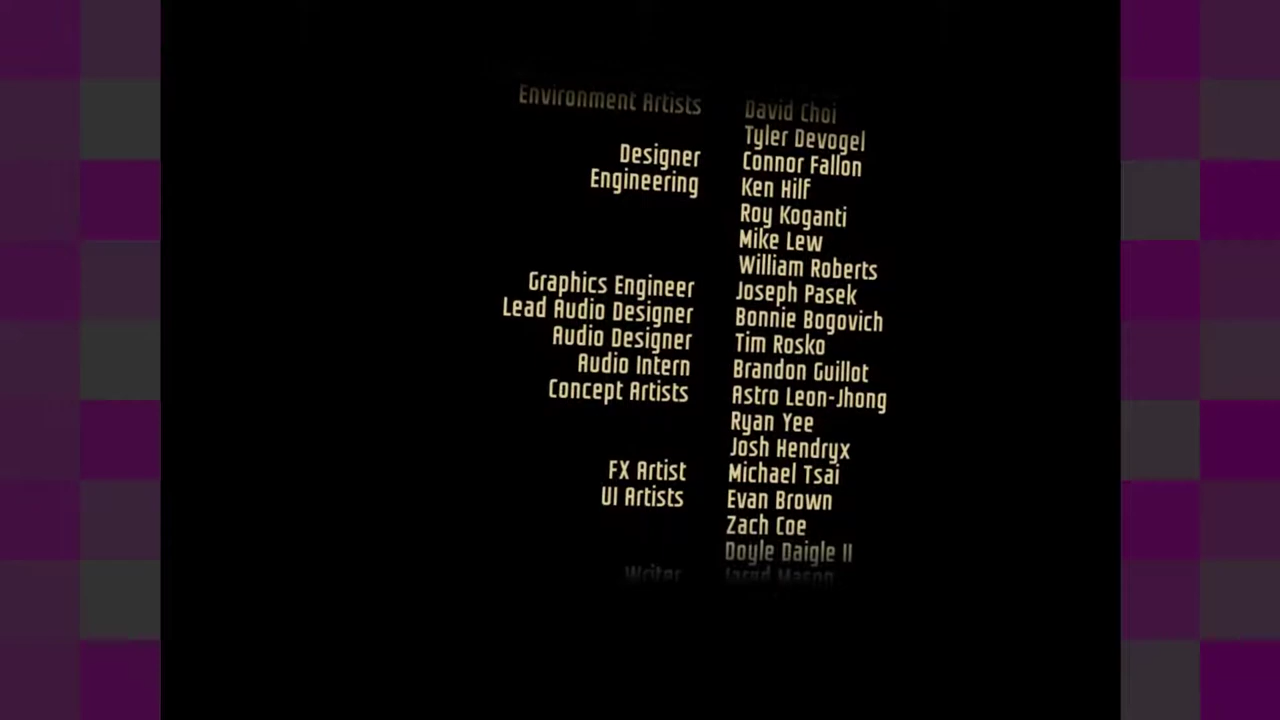 Environment Artists David Choi
Tyler Devogel
Designer Connor Fallon
Engineering Ken Hilf
Roy Koganti
Mike Lew
William Roberts
Graphics Engineer Joseph Pasek
Lead Audio Designer Bonnie Bogovich
Audio Designer Tim Rosko
Audio Intern Brandon Guillot
Concept Artists Astro Leon-Jhong
Ryan Yee
Josh Hendryx
FX Artist Michael Tsai
UI Artists Evan Brown
Zach Coe
Doyle Daigle II
Writer Jared Mason